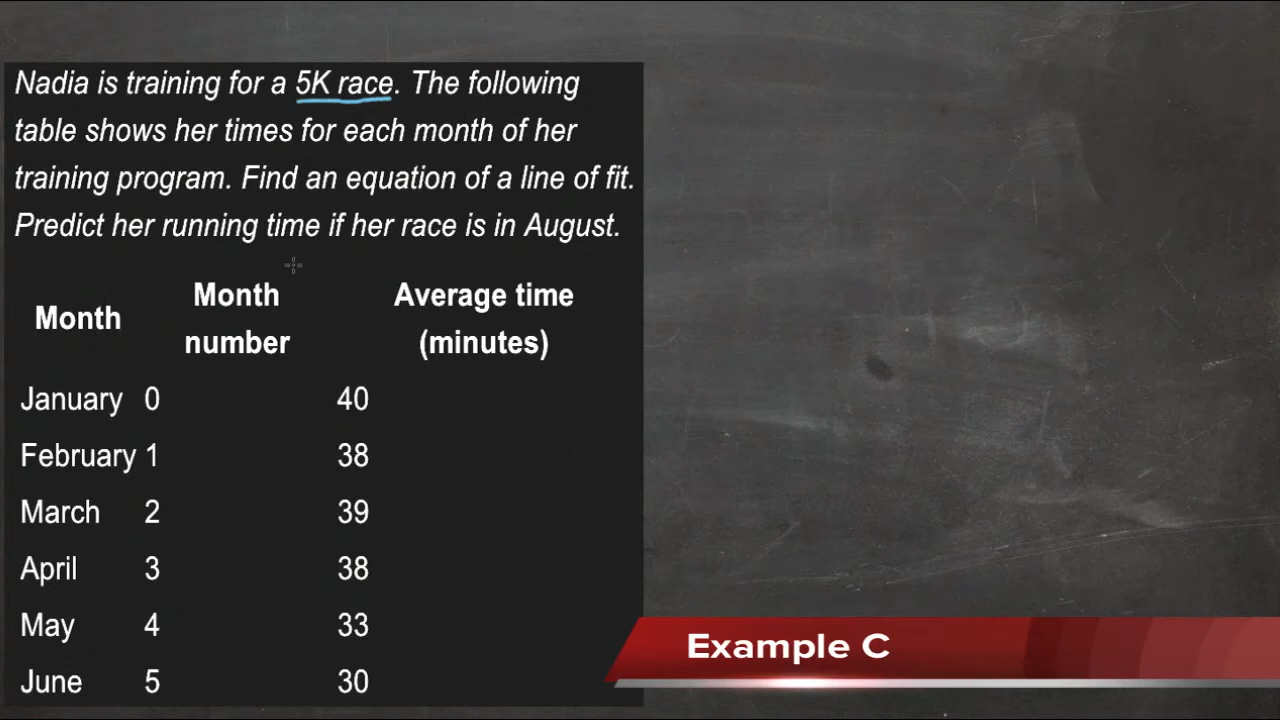 Nadia is training for a 5K race. The following
table shows her times for each month of her
training program. Find an equation of a line of fit.
Predict her running time if her race is in August.
Month Month number Average time (minutes)
January 0 40
February 1 38
March 2 39
April 3 38
May 4 33
June 5 30
Example C